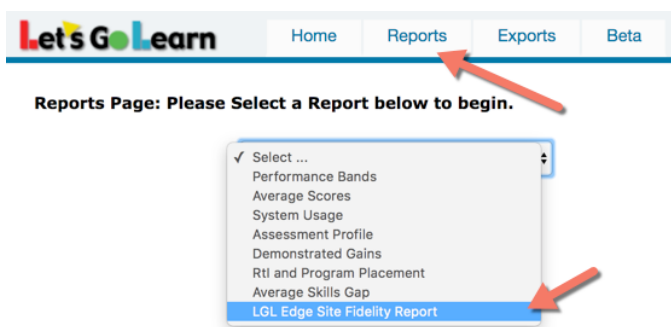 Let's Go Learn Home Reports Exports Beta
Reports Page: Please Select a Report below to begin.
✓ Select ...
Performance Bands
Average Scores
System Usage
Assessment Profile
Demonstrated Gains
RtI and Program Placement
Average Skills Gap
LGL Edge Site Fidelity Report